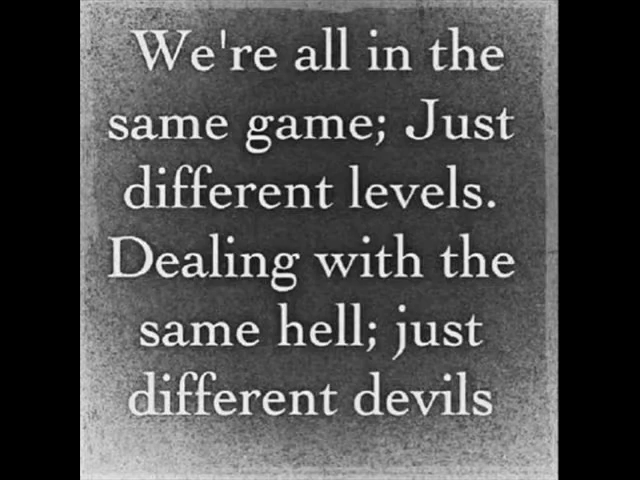 We're all in the
same game; Just
different levels.
Dealing with the
same hell; just
different devils